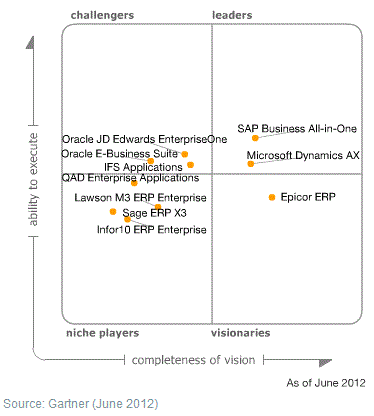 challengers
leaders
SAP Business All-in-One
Oracle JD Edwards EnterpriseOne
Oracle E-Business Suite
Microsoft Dynamics AX
IFS Applications
QAD Enterprise Applications
Lawson M3 ERP Enterprise
Epicor ERP
Sage ERP X3
Infor10 ERP Enterprise
ability to execute
niche players
visionaries
completeness of vision
As of June 2012
Source: Gartner (June 2012)